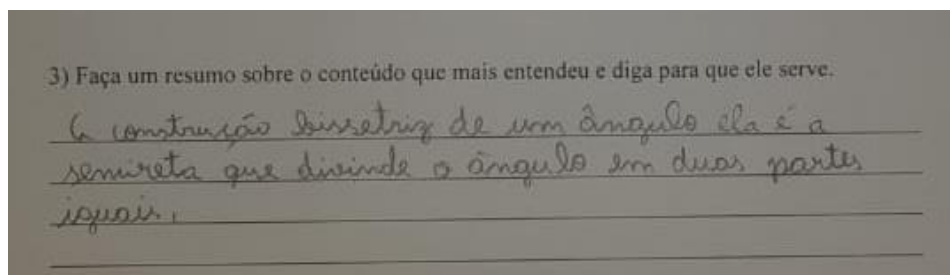 3) Faça um resumo sobre o conteúdo que mais entendeu e diga para que ele serve.
A construção bissetriz de um ângulo ela é a
semireta que divinde o ângulo em duas partes
iguais.